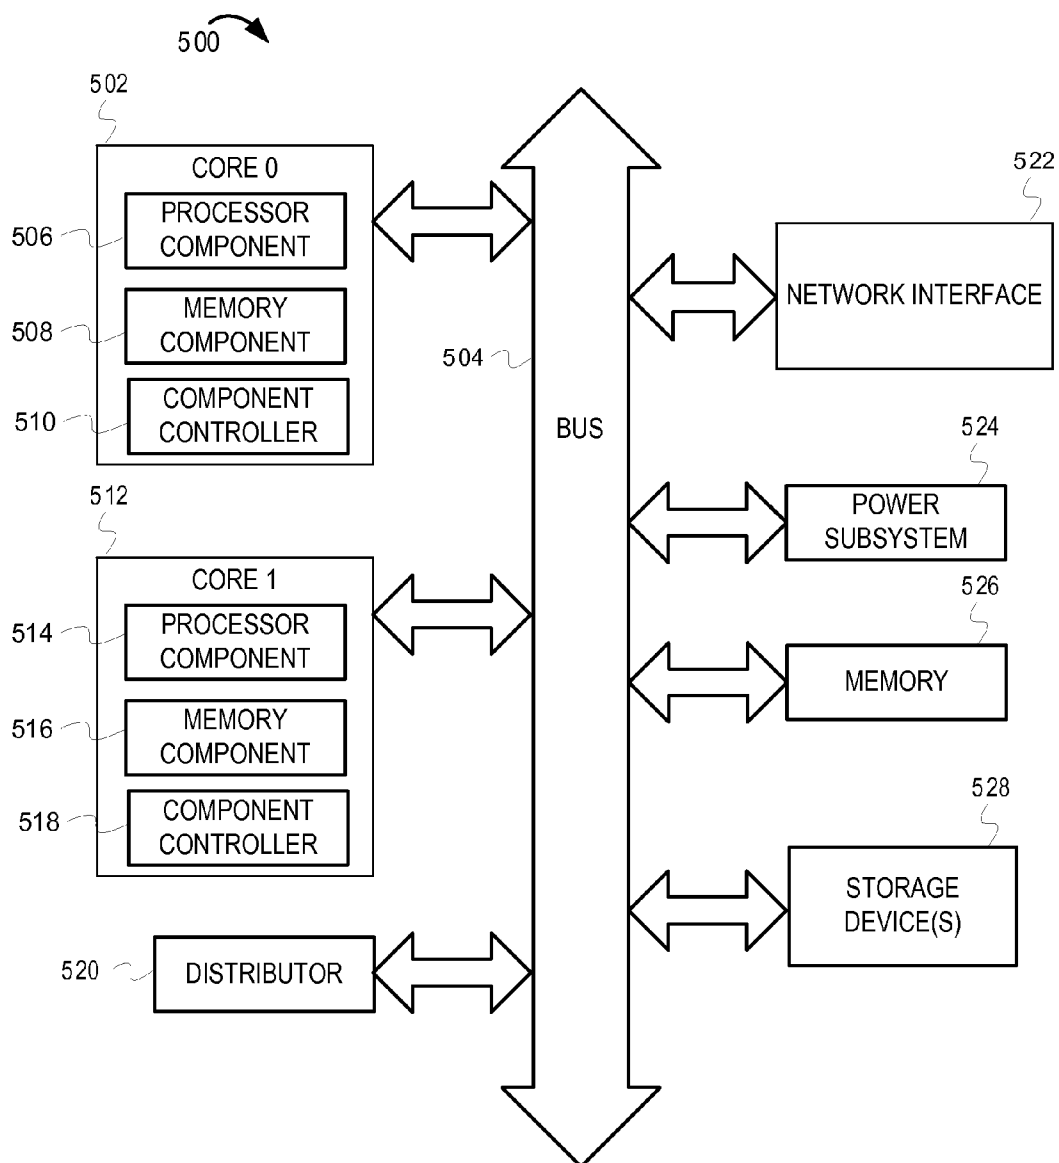 500
502
CORE 0
506
PROCESSOR
COMPONENT
508
MEMORY
COMPONENT
510
COMPONENT
CONTROLLER
512
CORE 1
514
PROCESSOR
COMPONENT
516
MEMORY
COMPONENT
518
COMPONENT
CONTROLLER
520
DISTRIBUTOR
504
BUS
522
NETWORK INTERFACE
524
POWER
SUBSYSTEM
526
MEMORY
528
STORAGE
DEVICE(S)